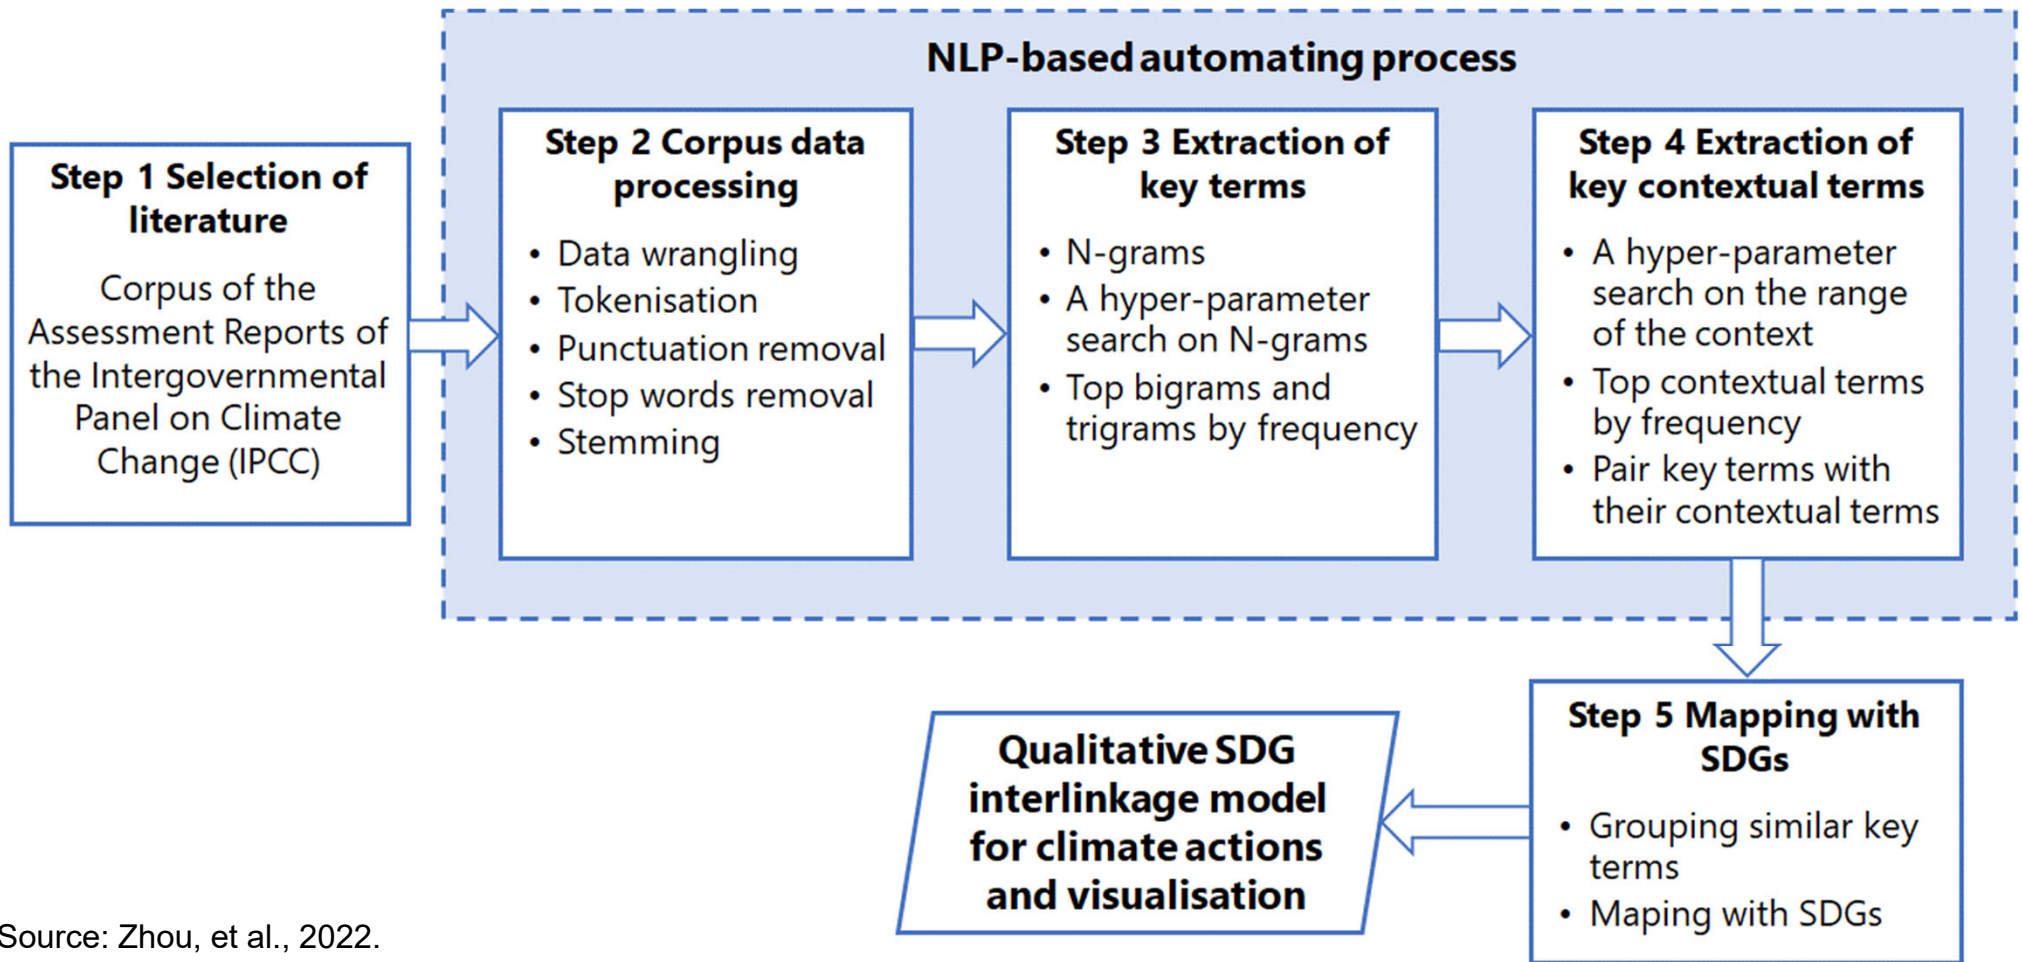 NLP-based automating process
Step 1 Selection of
literature
Corpus of the
Assessment Reports of
the Intergovernmental
Panel on Climate
Change (IPCC)
Step 2 Corpus data
processing
• Data wrangling
• Tokenisation
• Punctuation removal
• Stop words removal
• Stemming
Step 3 Extraction of
key terms
• N-grams
• A hyper-parameter
search on N-grams
• Top bigrams and
trigrams by frequency
Step 4 Extraction of
key contextual terms
• A hyper-parameter
search on the range
of the context
• Top contextual terms
by frequency
• Pair key terms with
their contextual terms
Step 5 Mapping with
SDGs
• Grouping similar key
terms
• Maping with SDGs
Qualitative SDG
interlinkage model
for climate actions
and visualisation
Source: Zhou, et al., 2022.